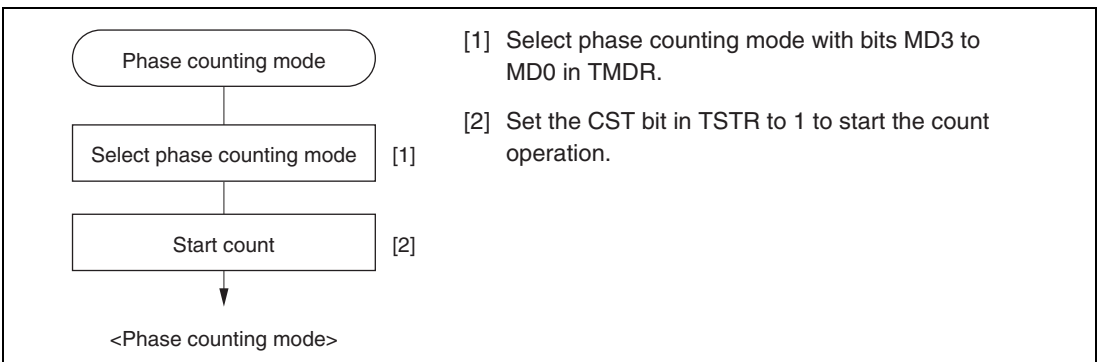 Phase counting mode
Select phase counting mode [1]
Start count [2]
<Phase counting mode>
[1] Select phase counting mode with bits MD3 to
MD0 in TMDR.
[2] Set the CST bit in TSTR to 1 to start the count
operation.